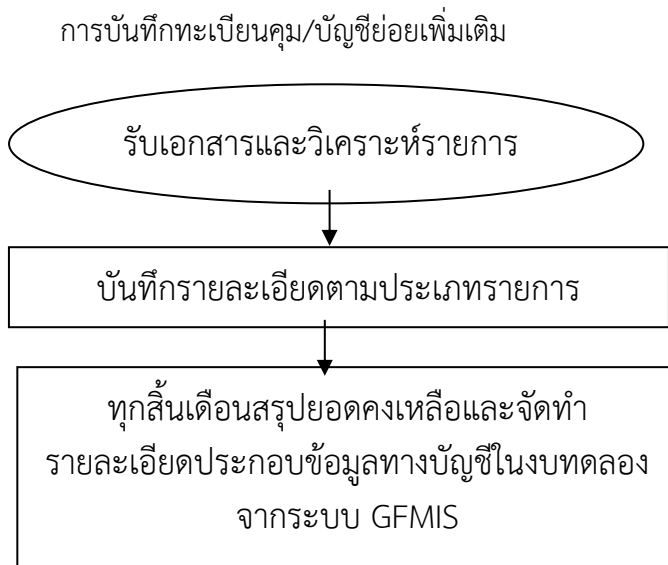 การบันทึกทะเบียนคุม/บัญชีย่อยเพิ่มเติม
รับเอกสารและวิเคราะห์รายการ
บันทึกรายละเอียดตามประเภทรายการ
ทุกสิ้นเดือนสรุปยอดคงเหลือและจัดทำ
รายละเอียดประกอบข้อมูลทางบัญชีในงบทดลอง
จากระบบ GFMIS